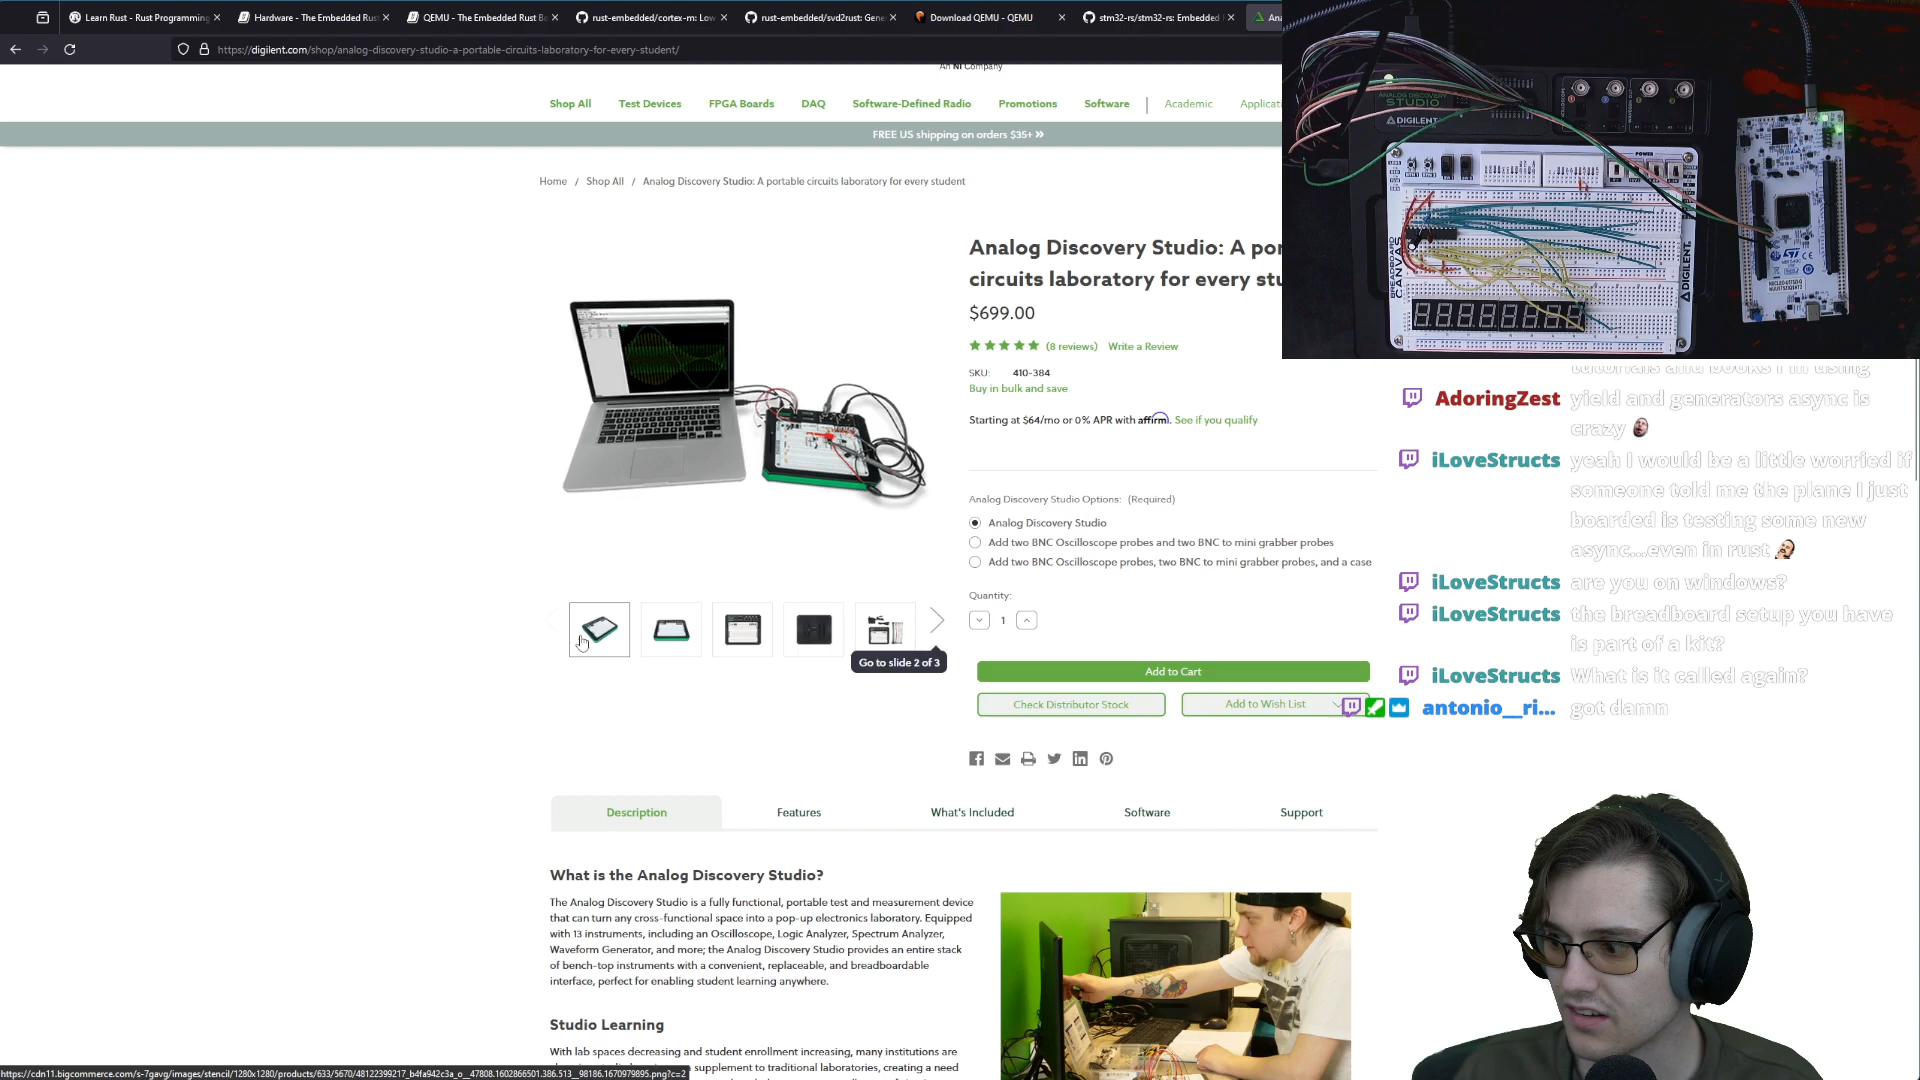 Learn Rust - Rust Programming
Hardware - The Embedded Rust
QEMU - The Embedded Rust Bo
rust-embedded/cortex-m: Low
rust-embedded/svd2rust: Gene
Download QEMU - QEMU
stm32-rs/stm32-rs: Embedded
Ana
https://digilent.com/shop/analog-discovery-studio-a-portable-circuits-laboratory-for-every-student/
An NI Company
Shop All
Test Devices
FPGA Boards
DAQ
Software-Defined Radio
Promotions
Software
Academic
Applicati
FREE US shipping on orders $35+ »
Home / Shop All / Analog Discovery Studio: A portable circuits laboratory for every student
Analog Discovery Studio: A por
circuits laboratory for every stu
$699.00
(8 reviews) Write a Review
SKU: 410-384
Buy in bulk and save
Starting at $64/mo or 0% APR with affirm. See if you qualify
Analog Discovery Studio Options: (Required)
Analog Discovery Studio
Add two BNC Oscilloscope probes and two BNC to mini grabber probes
Add two BNC Oscilloscope probes, two BNC to mini grabber probes, and a case
Quantity:
1
Go to slide 2 of 3
Add to Cart
Check Distributor Stock
Add to Wish List
Description
Features
What's Included
Software
Support
What is the Analog Discovery Studio?
The Analog Discovery Studio is a fully functional, portable test and measurement device
that can turn any cross-functional space into a pop-up electronics laboratory. Equipped
with 13 instruments, including an Oscilloscope, Logic Analyzer, Spectrum Analyzer,
Waveform Generator, and more; the Analog Discovery Studio provides an entire stack
of bench-top instruments with a convenient, replaceable, and breadboardable
interface, perfect for enabling student learning anywhere.
Studio Learning
With lab spaces decreasing and student enrollment increasing, many institutions are
supplement to traditional laboratories, creating a need
https://cdn11.bigcommerce.com/s-7gavg/images/stencil/1280x1280/products/633/5670/48122399217_b4fa942c3a_o__47808.1602866501.386.513__98186.1670979895.png?c=2
ANALOG DISCOVERY
STUDIO
DIGILENT
POWER
BREADBOARD
CANVAS
DIGILENT
tutorials and books I'm using
AdoringZest yield and generators async is
crazy
iLoveStructs yeah I would be a little worried if
someone told me the plane I just
boarded is testing some new
async...even in rust
iLoveStructs are you on windows?
iLoveStructs the breadboard setup you have
is part of a kit?
iLoveStructs What is it called again?
antonio__ri... got damn